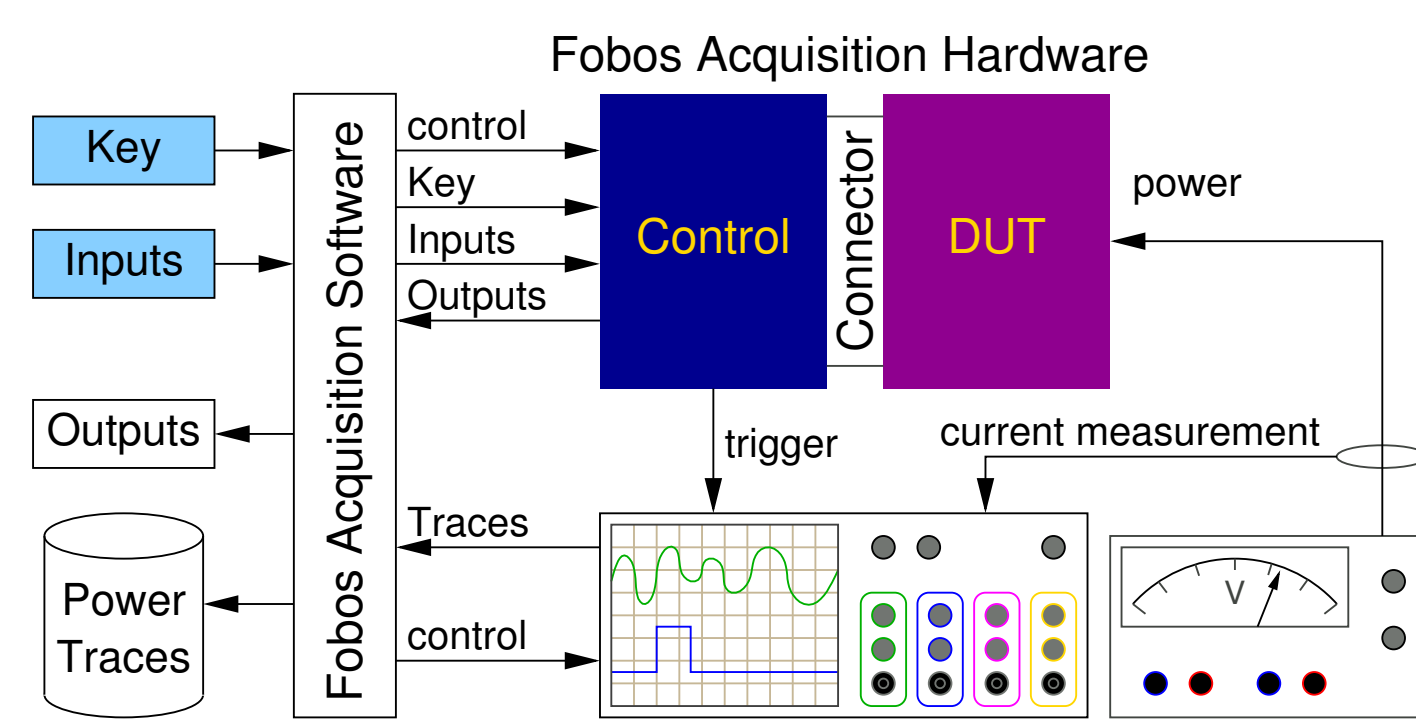 Fobos Acquisition Hardware
Key
Inputs
Outputs
Power
Traces
Fobos Acquisition Software
control
Key
Inputs
Outputs
Traces
control
Control
Connector
DUT
power
trigger
current measurement
V